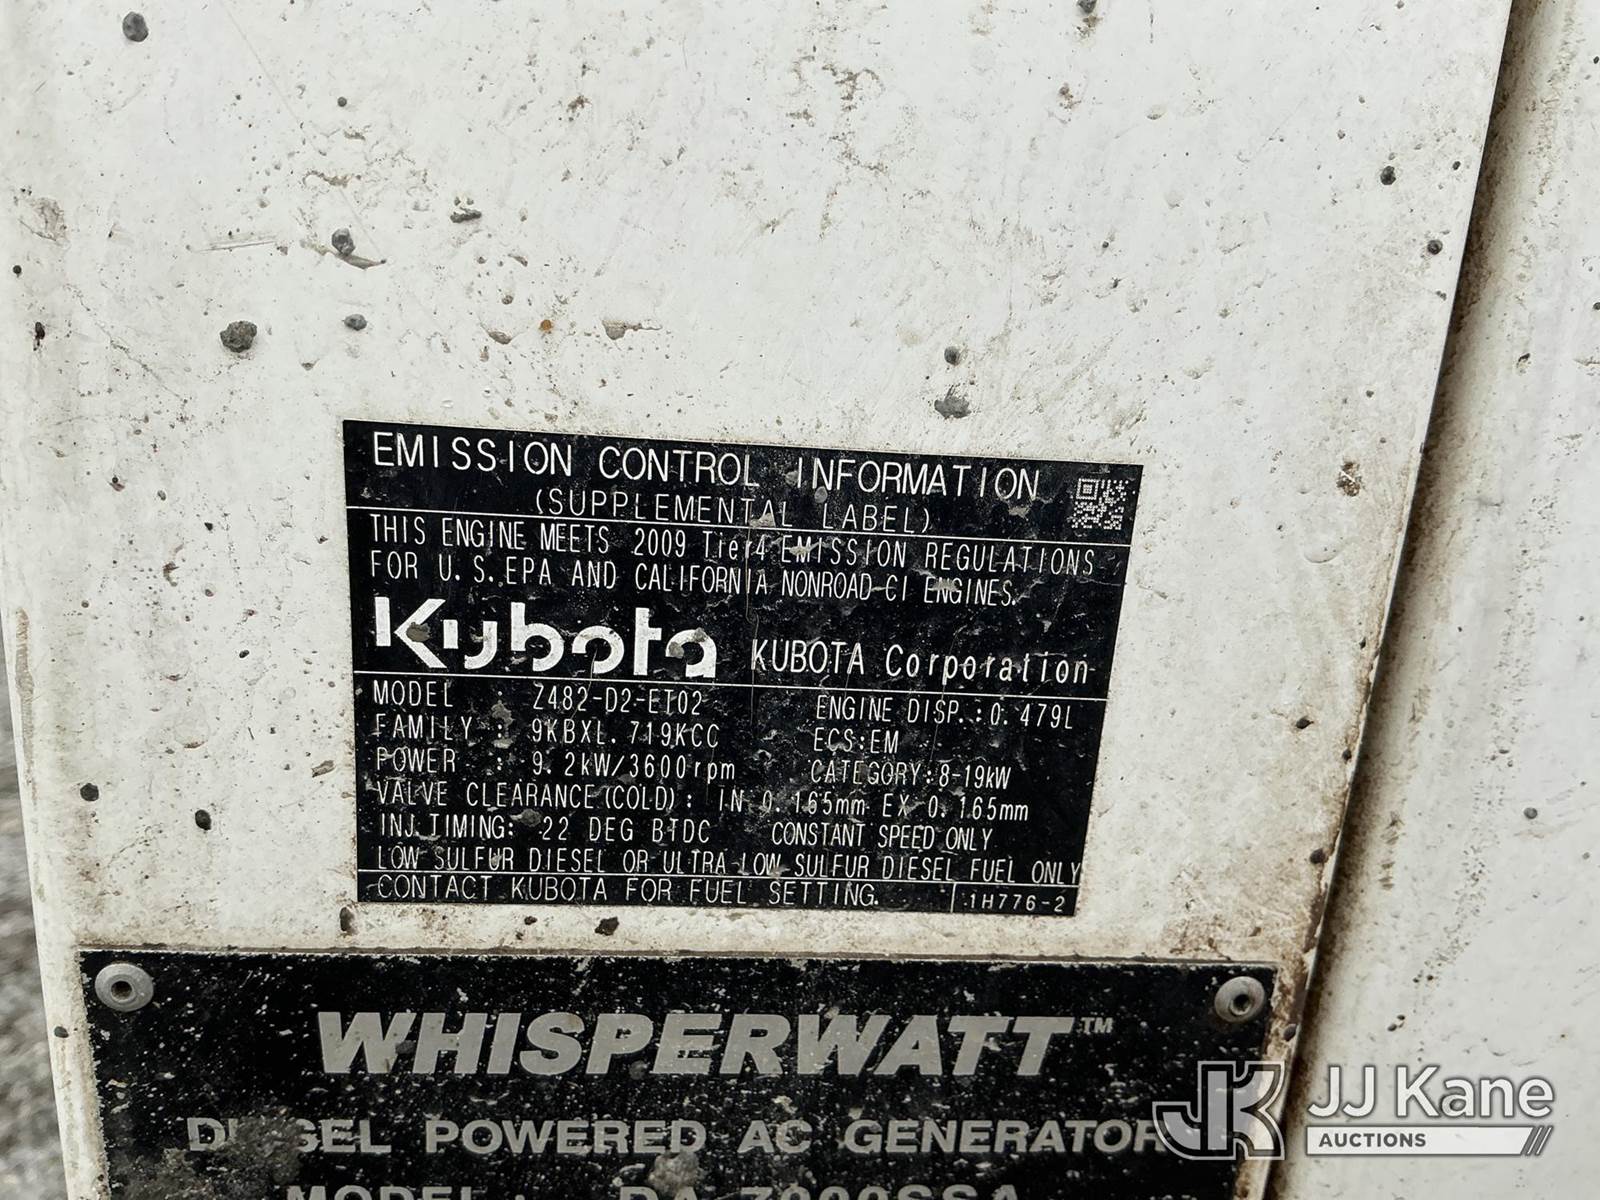 EMISSION CONTROL INFORMATION
(SUPPLEMENTAL LABEL)
THIS ENGINE MEETS 2009 Tier4 EMISSION REGULATIONS
FOR U.S.EPA AND CALIFORNIA NONROAD CI ENGINES.
Kubota KUBOTA Corporation
MODEL : Z482-D2-ET02 ENGINE DISP.:0.479L
FAMILY : 9KBXL.719KCC ECS:EM
POWER : 9.2kW/3600rpm CATEGORY:8-19kW
VALVE CLEARANCE(COLD): IN 0.165mm EX 0.165mm
INJ.TIMING: 22 DEG BTDC CONSTANT SPEED ONLY
LOW SULFUR DIESEL OR ULTRA LOW SULFUR DIESEL FUEL ONLY
CONTACT KUBOTA FOR FUEL SETTING. 1H776-2
WHISPERWATT™
DIESEL POWERED AC GENERATOR
MODEL : DA-7000SSA
JK JJ Kane
AUCTIONS